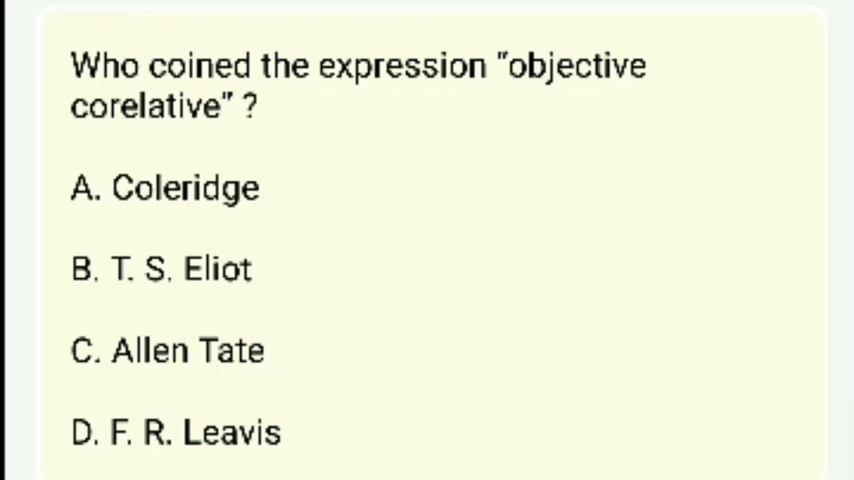 Who coined the expression "objective
corelative" ?
A. Coleridge
B. T. S. Eliot
C. Allen Tate
D. F. R. Leavis